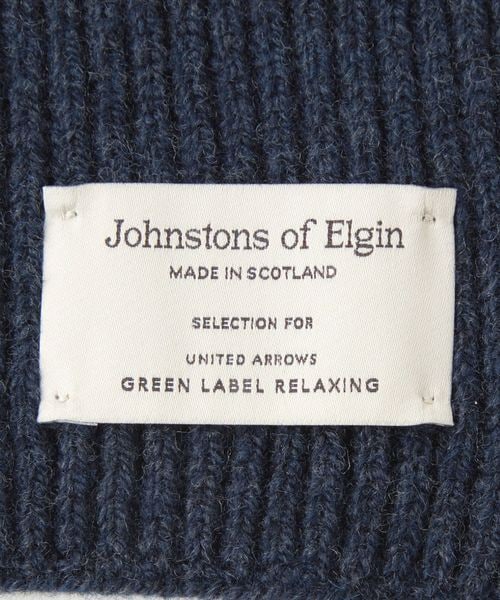 Johnstons of Elgin
MADE IN SCOTLAND
SELECTION FOR
UNITED ARROWS
GREEN LABEL RELAXING